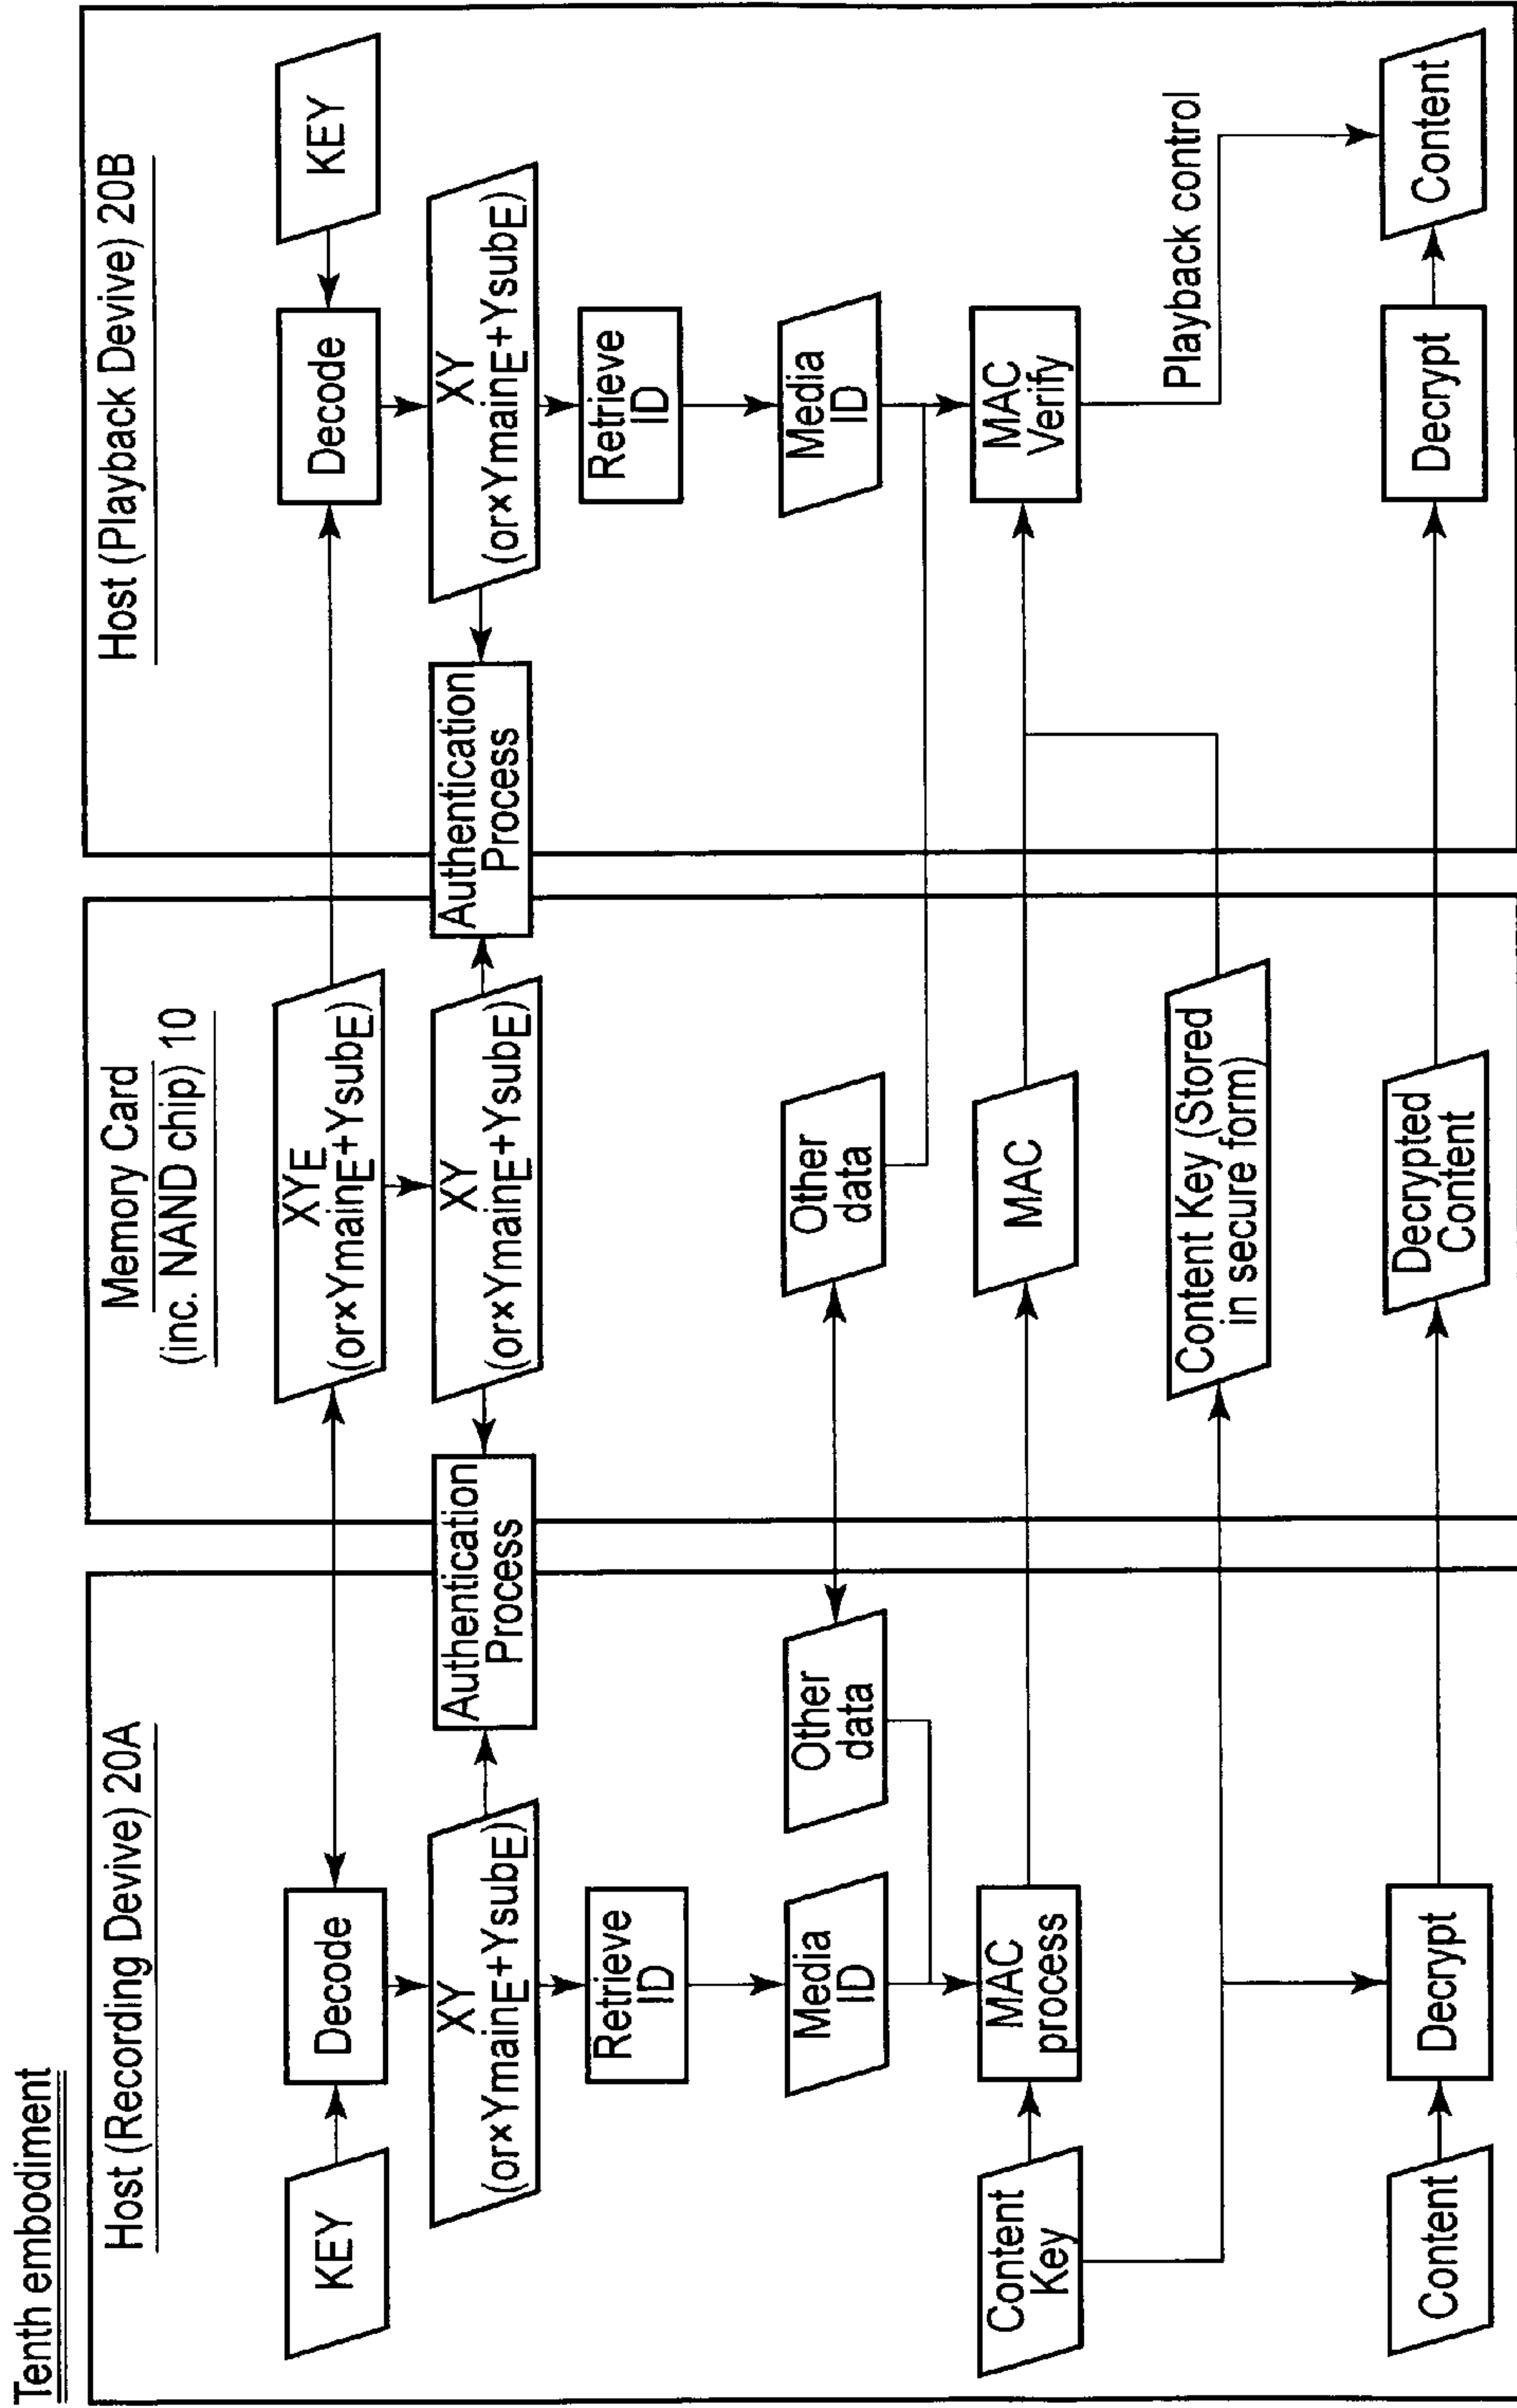 Tenth embodiment
Host (Recording Devive) 20A
KEY
Decode
XY
(or×YmainE+YsubE)
Authentication
Process
Retrieve
ID
Media
ID
Other
data
Content
Key
MAC
process
Content
Decrypt
Memory Card
(inc. NAND chip) 10
XYE
(or×YmainE+YsubE)
XY
(or×YmainE+YsubE)
Other
data
MAC
Content Key (Stored
in secure form)
Decrypted
Content
Host (Playback Devive) 20B
Decode
KEY
XY
(or×YmainE+YsubE)
Authentication
Process
Retrieve
ID
Media
ID
MAC
Verify
Playback control
Decrypt
Content